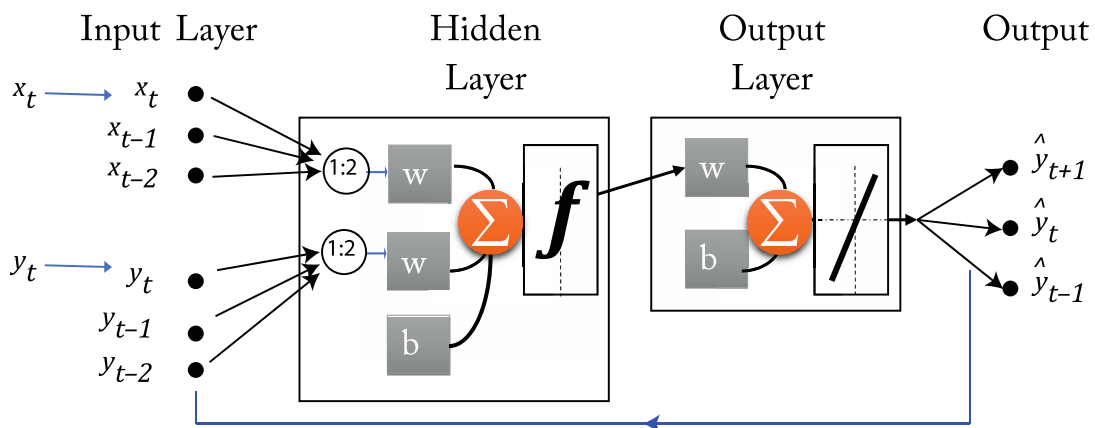 Input Layer
Hidden Layer
Output Layer
Output
x_t
x_t
x_{t–1}
x_{t–2}
1:2
w
Σ
f
w
ŷ_{t+1}
ŷ_t
ŷ_{t–1}
y_t
y_t
y_{t–1}
y_{t–2}
1:2
w
b
b
Σ